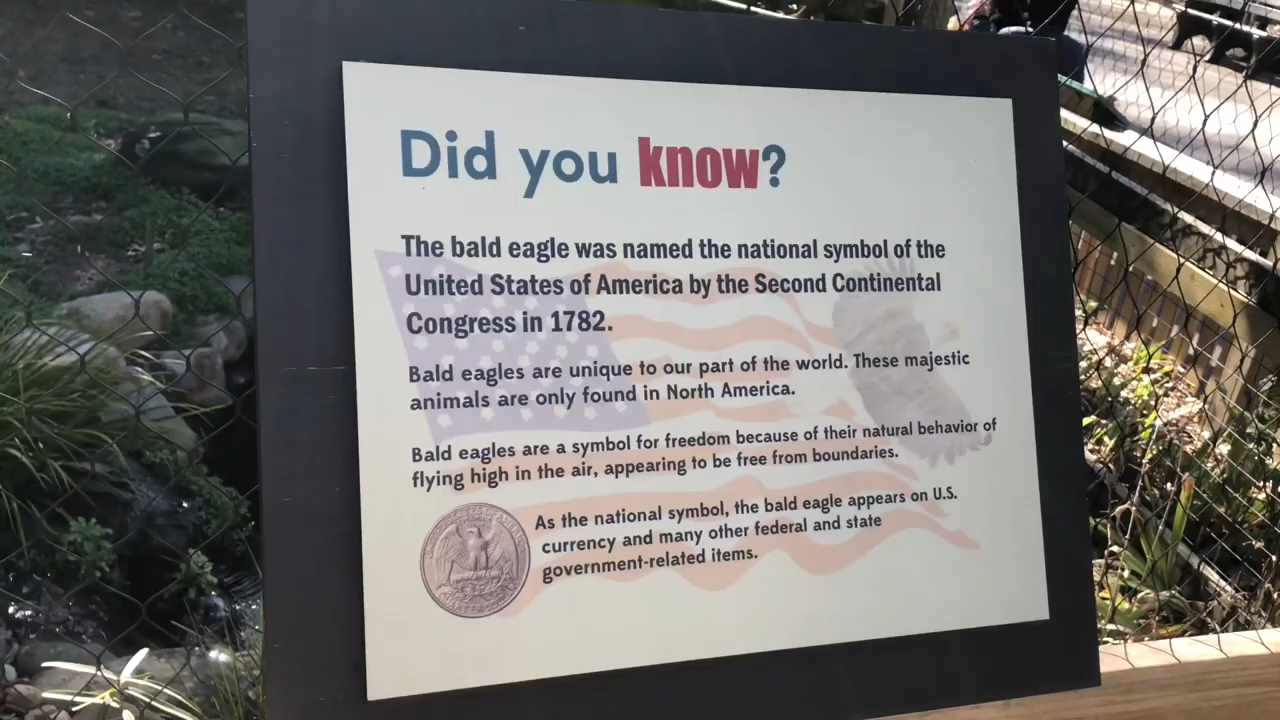 Did you know?
The bald eagle was named the national symbol of the
United States of America by the Second Continental
Congress in 1782.
Bald eagles are unique to our part of the world. These majestic
animals are only found in North America.
Bald eagles are a symbol for freedom because of their natural behavior of
flying high in the air, appearing to be free from boundaries.
As the national symbol, the bald eagle appears on U.S.
currency and many other federal and state
government-related items.